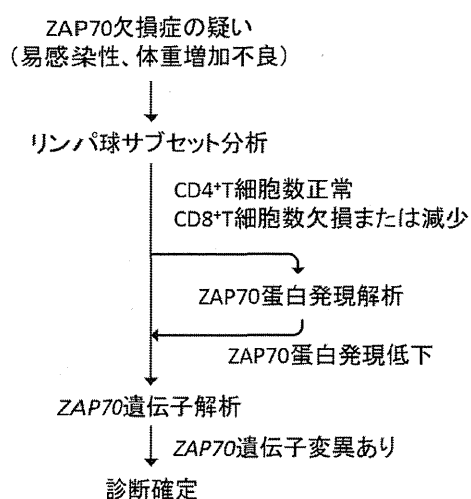 ZAP70欠損症の疑い
（易感染性、体重増加不良）
リンパ球サブセット分析
CD4⁺T細胞数正常
CD8⁺T細胞数欠損または減少
ZAP70蛋白発現解析
ZAP70蛋白発現低下
ZAP70遺伝子解析
ZAP70遺伝子変異あり
診断確定